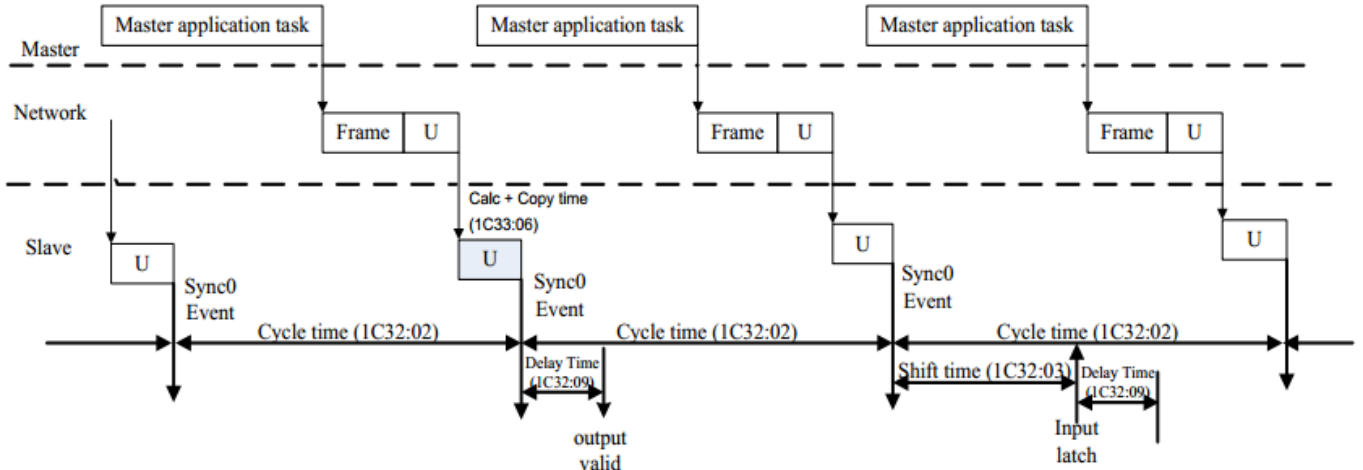 Master application task
Master application task
Master application task
Master
Network
Frame
U
Frame
U
Frame
U
Calc + Copy time
(1C33:06)
Slave
U
U
U
U
Sync0
Event
Sync0
Event
Sync0
Event
Cycle time (1C32:02)
Cycle time (1C32:02)
Cycle time (1C32:02)
Delay Time
(1C32:09)
Shift time (1C32:03)
Delay Time
(1C32:09)
output
valid
Input
latch